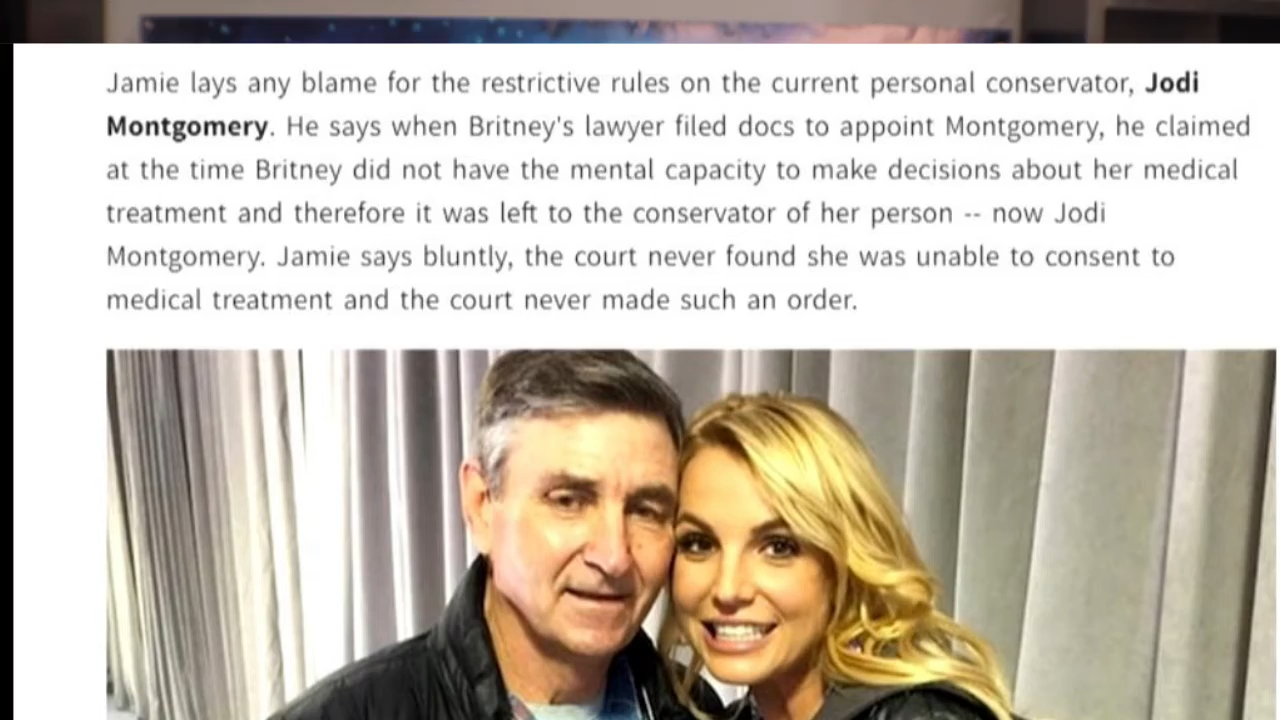 Jamie lays any blame for the restrictive rules on the current personal conservator, Jodi
Montgomery. He says when Britney's lawyer filed docs to appoint Montgomery, he claimed
at the time Britney did not have the mental capacity to make decisions about her medical
treatment and therefore it was left to the conservator of her person -- now Jodi
Montgomery. Jamie says bluntly, the court never found she was unable to consent to
medical treatment and the court never made such an order.